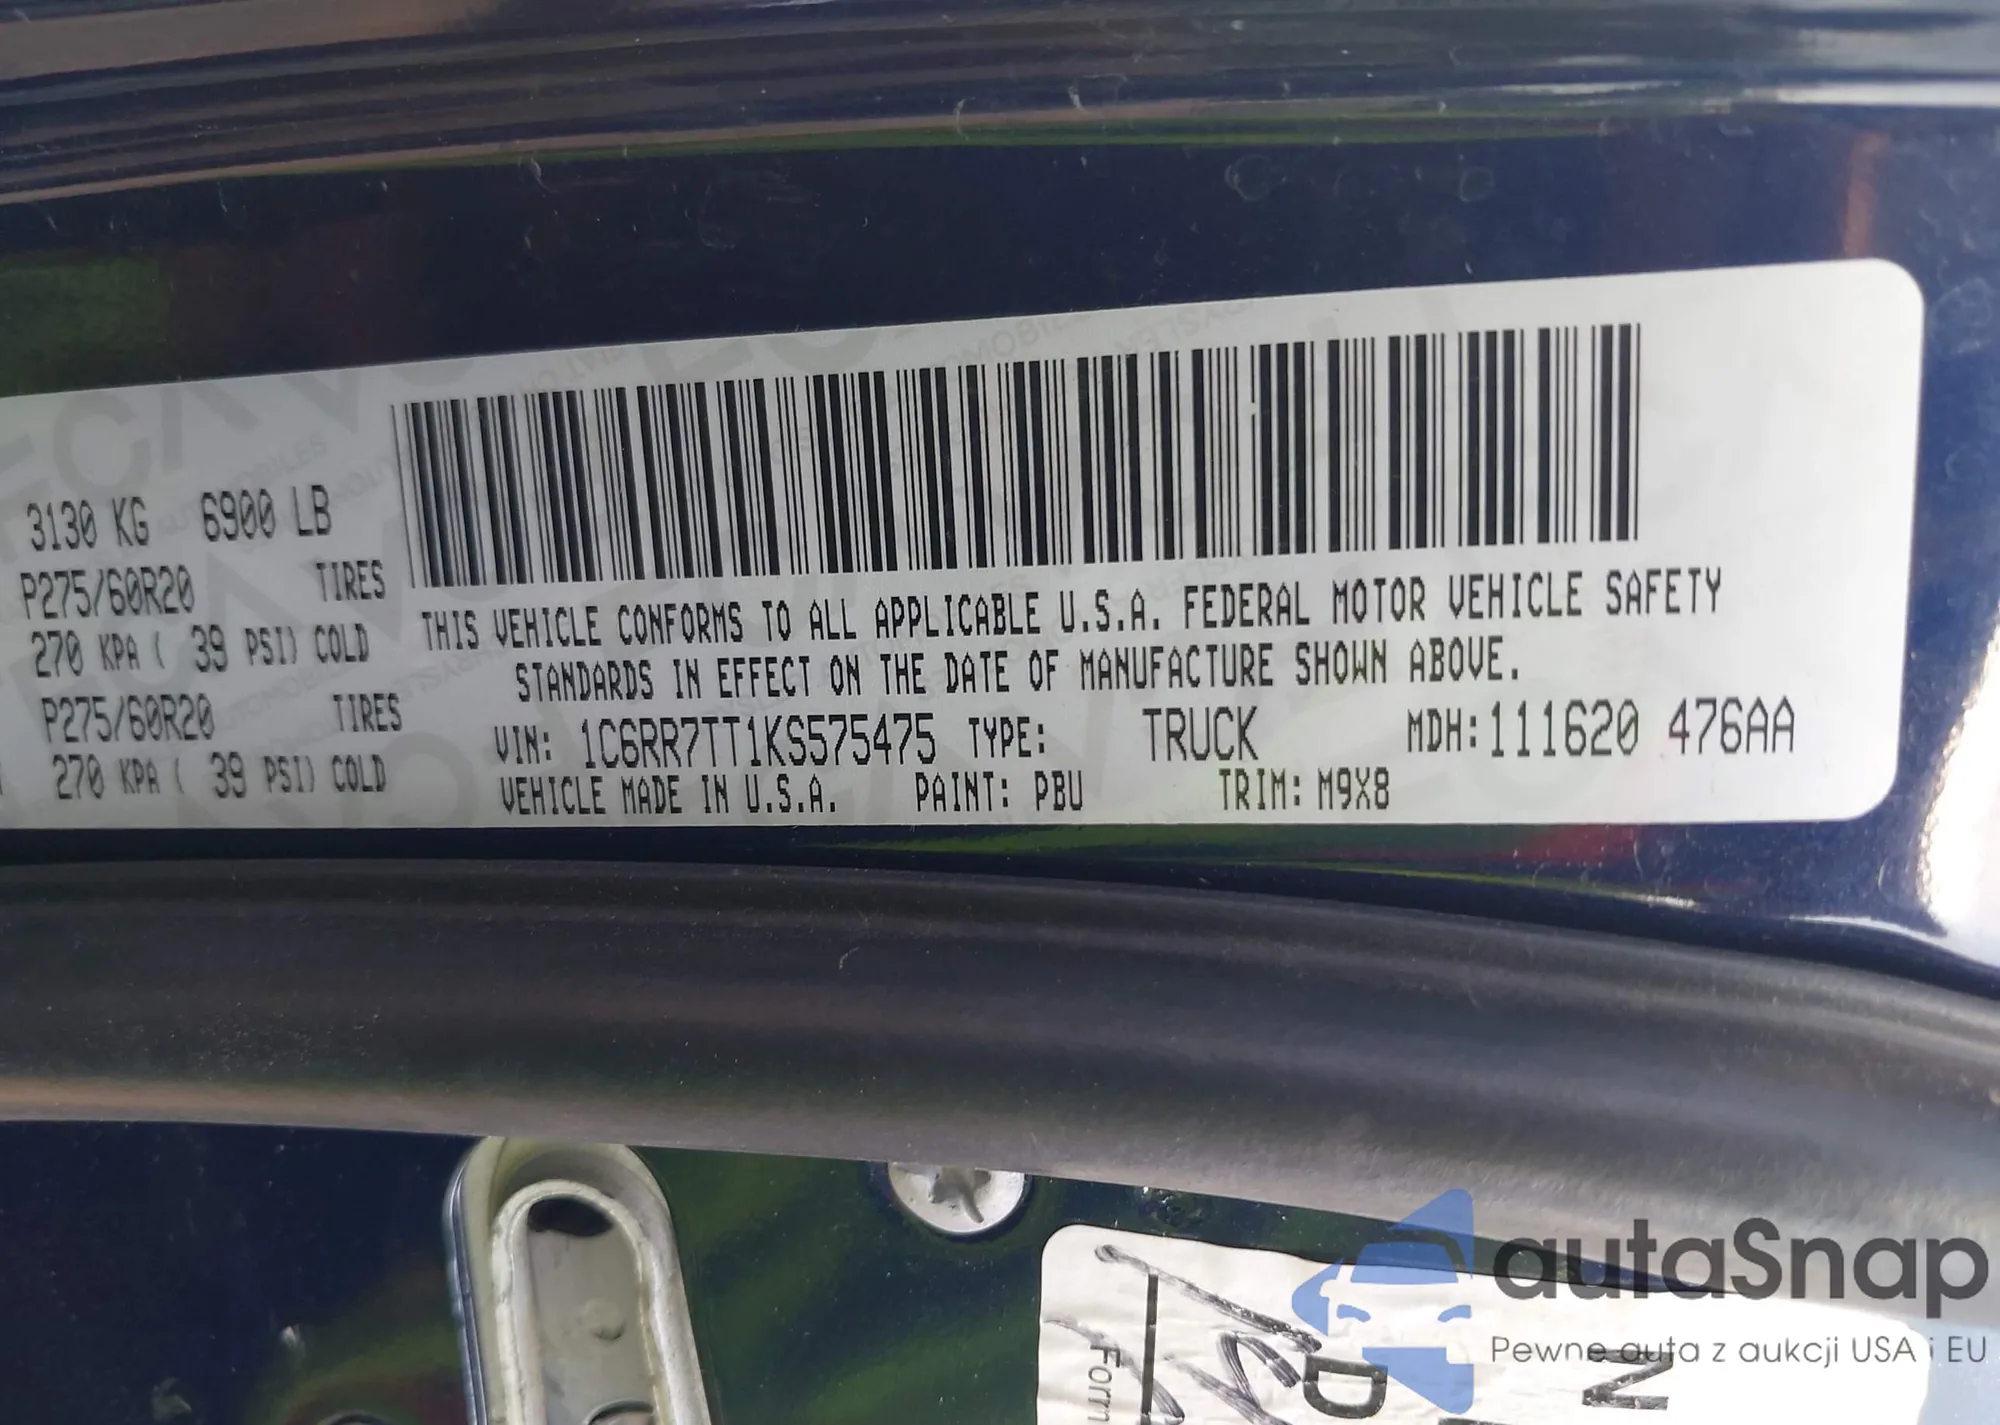 3130 KG 6900 LB
P275/60R20 TIRES
270 KPA ( 39 PSI) COLD
P275/60R20 TIRES
270 KPA ( 39 PSI) COLD
THIS VEHICLE CONFORMS TO ALL APPLICABLE U.S.A. FEDERAL MOTOR VEHICLE SAFETY
STANDARDS IN EFFECT ON THE DATE OF MANUFACTURE SHOWN ABOVE.
VIN: 1C6RR7TT1KS575475 TYPE: TRUCK MDH:111620 476AA
VEHICLE MADE IN U.S.A. PAINT: PBU TRIM: M9X8
autaSnap
Pewne auta z aukcji USA i EU
Form